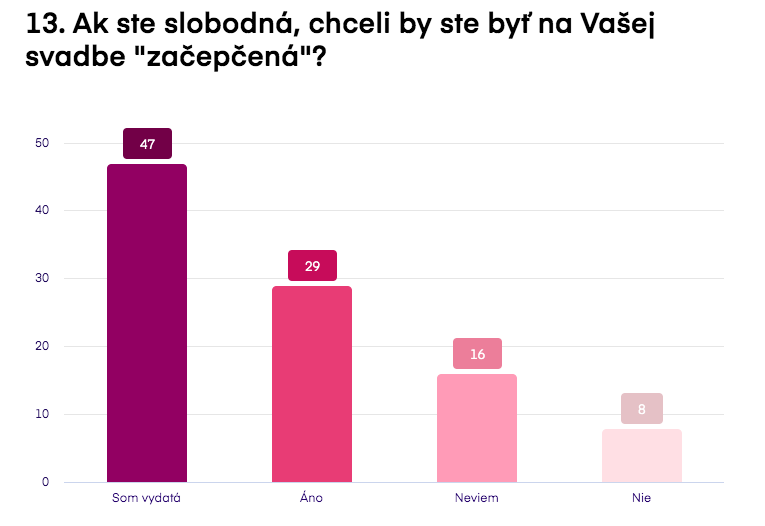 13. Ak ste slobodná, chceli by ste byť na Vašej
svadbe "začepčená"?
50
40
30
20
10
0
47
29
16
8
Som vydatá
Áno
Neviem
Nie